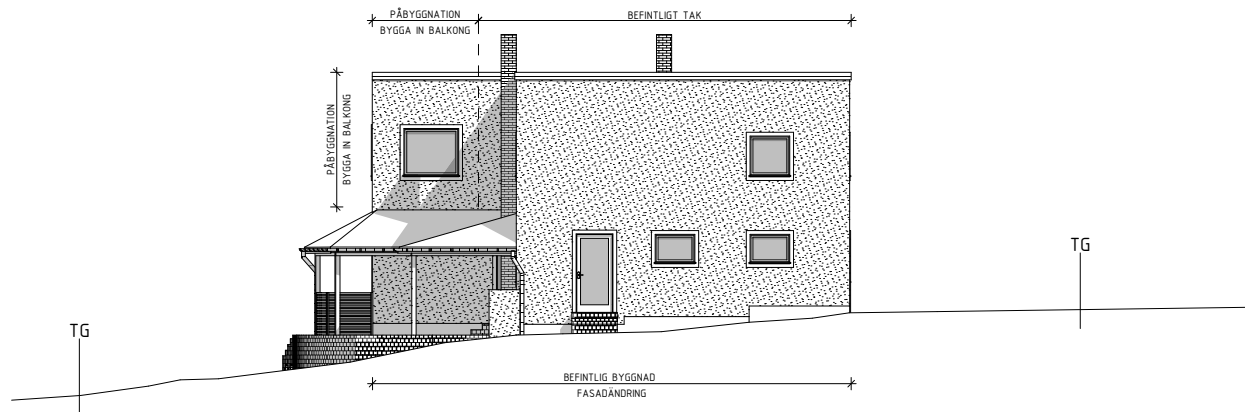 PÅBYGGNATION
BYGGA IN BALKONG
BEFINTLIGT TAK
PÅBYGGNATION
BYGGA IN BALKONG
TG
TG
BEFINTLIG BYGGNAD
FASADÄNDRING